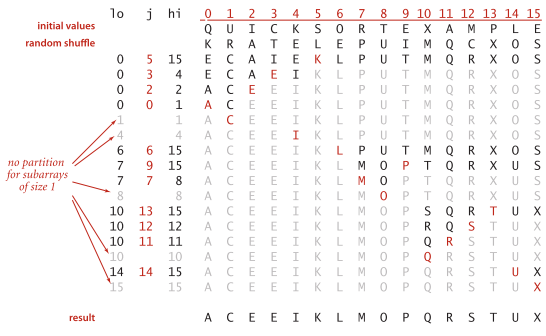 lo j hi 0 1 2 3 4 5 6 7 8 9 10 11 12 13 14 15
initial values Q U I C K S O R T E X A M P L E
random shuffle K R A T E L E P U I M Q C X O S
0 5 15 E C A I E K L P U T M Q R X O S
0 3 4 E C A E I K L P U T M Q R X O S
0 2 2 A C E E I K L P U T M Q R X O S
0 0 1 A C E E I K L P U T M Q R X O S
1 1 A C E E I K L P U T M Q R X O S
4 4 A C E E I K L P U T M Q R X O S
6 6 15 A C E E I K L P U T M Q R X O S
no partition
for subarrays
of size 1
7 9 15 A C E E I K L M O P T Q R X U S
7 7 8 A C E E I K L M O P T Q R X U S
8 8 A C E E I K L M O P T Q R X U S
10 13 15 A C E E I K L M O P S Q R T U X
10 12 12 A C E E I K L M O P R Q S T U X
10 11 11 A C E E I K L M O P Q R S T U X
10 10 A C E E I K L M O P Q R S T U X
14 14 15 A C E E I K L M O P Q R S T U X
15 15 A C E E I K L M O P Q R S T U X
result A C E E I K L M O P Q R S T U X